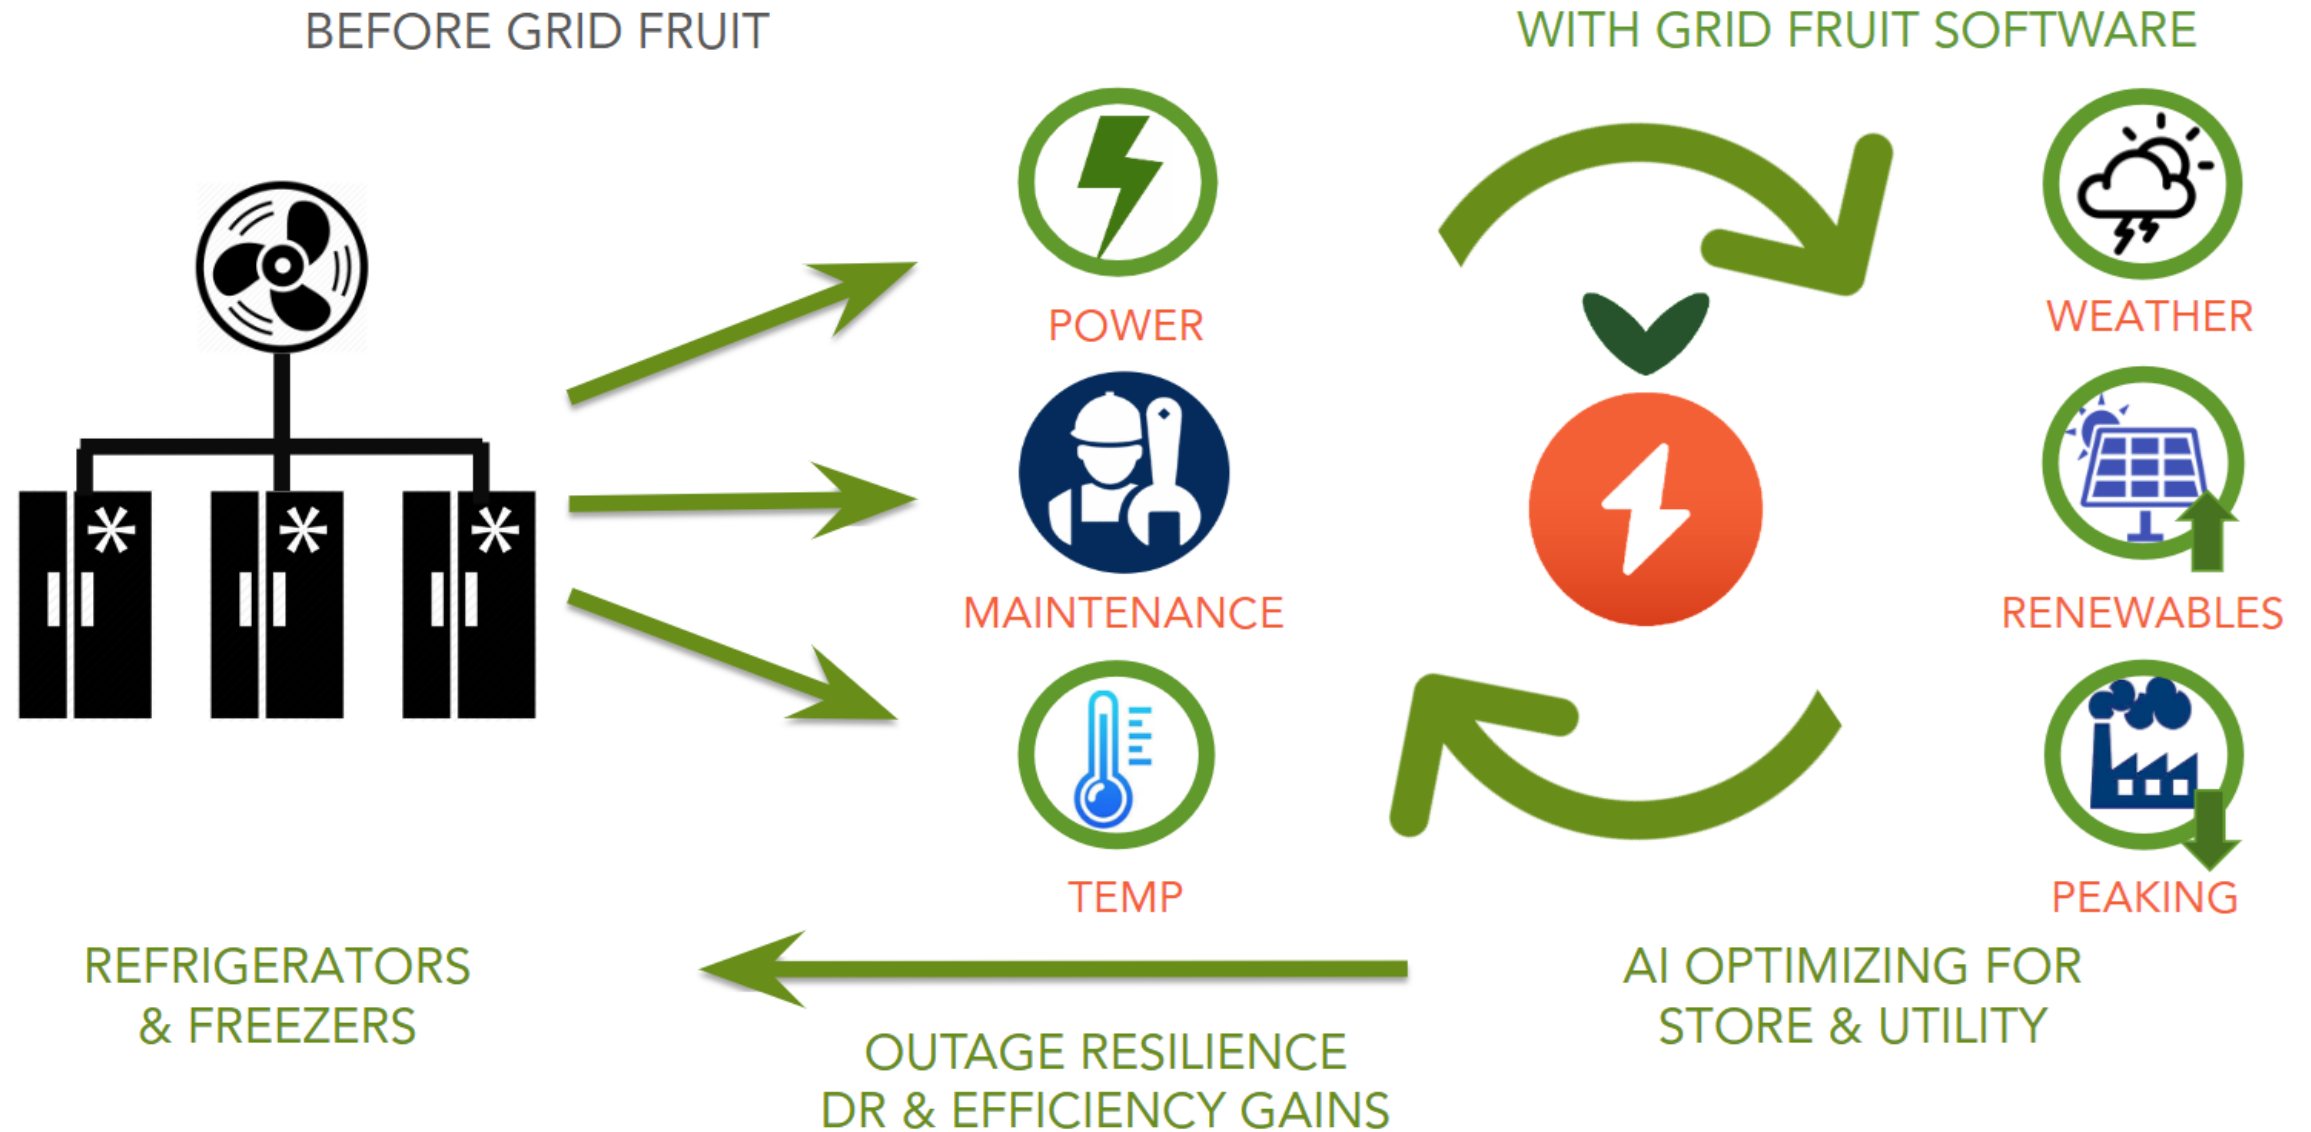 BEFORE GRID FRUIT
WITH GRID FRUIT SOFTWARE
POWER
WEATHER
MAINTENANCE
RENEWABLES
TEMP
PEAKING
REFRIGERATORS
& FREEZERS
AI OPTIMIZING FOR
STORE & UTILITY
OUTAGE RESILIENCE
DR & EFFICIENCY GAINS